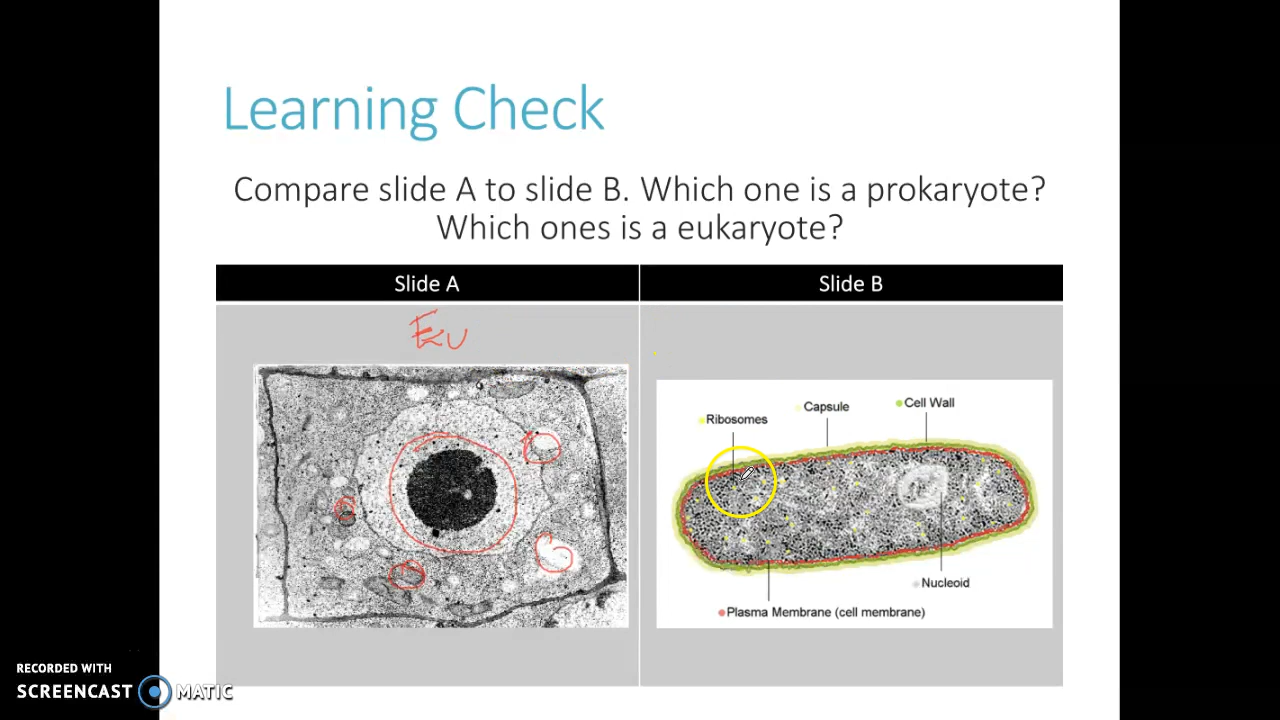 Learning Check
Compare slide A to slide B. Which one is a prokaryote?
Which ones is a eukaryote?
Slide A
Slide B
EU
Ribosomes
Capsule
Cell Wall
Nucleoid
Plasma Membrane (cell membrane)
RECORDED WITH
SCREENCAST MATIC